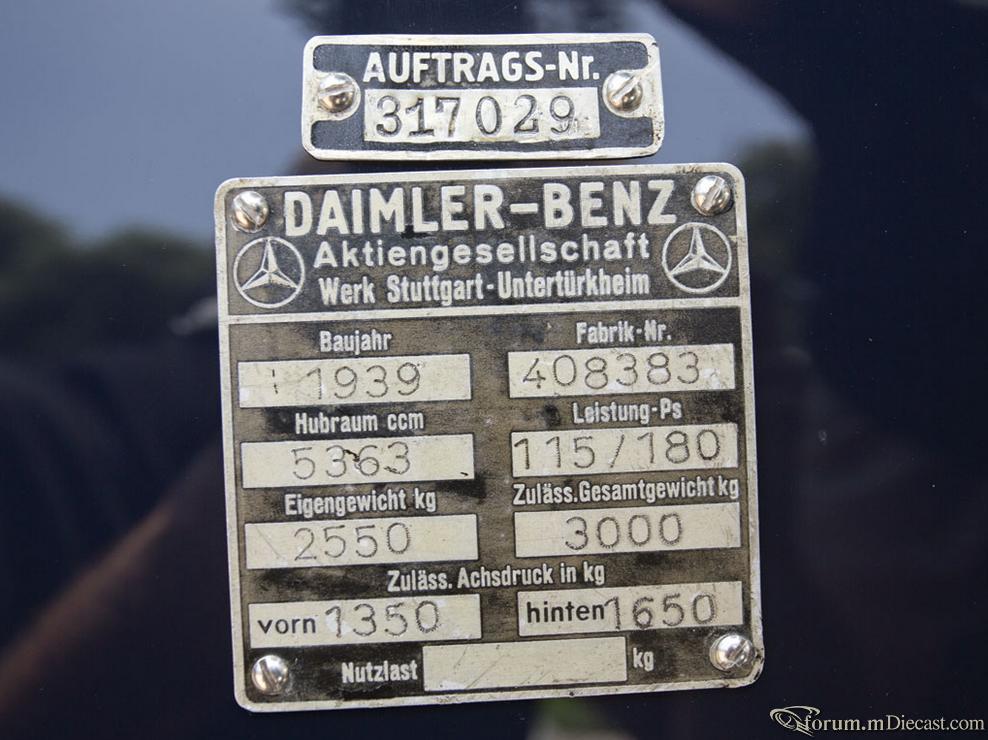 AUFTRAGS-Nr.
317029
DAIMLER-BENZ
Aktiengesellschaft
Werk Stuttgart-Untertürkheim
Baujahr Fabrik-Nr.
1939 408383
Hubraum ccm Leistung-Ps
5363 115/180
Eigengewicht kg Zuläss.Gesamtgewicht kg
2550 3000
Zuläss. Achsdruck in kg
vorn 1350 hinten 1650
Nutzlast kg
forum.mDiecast.com